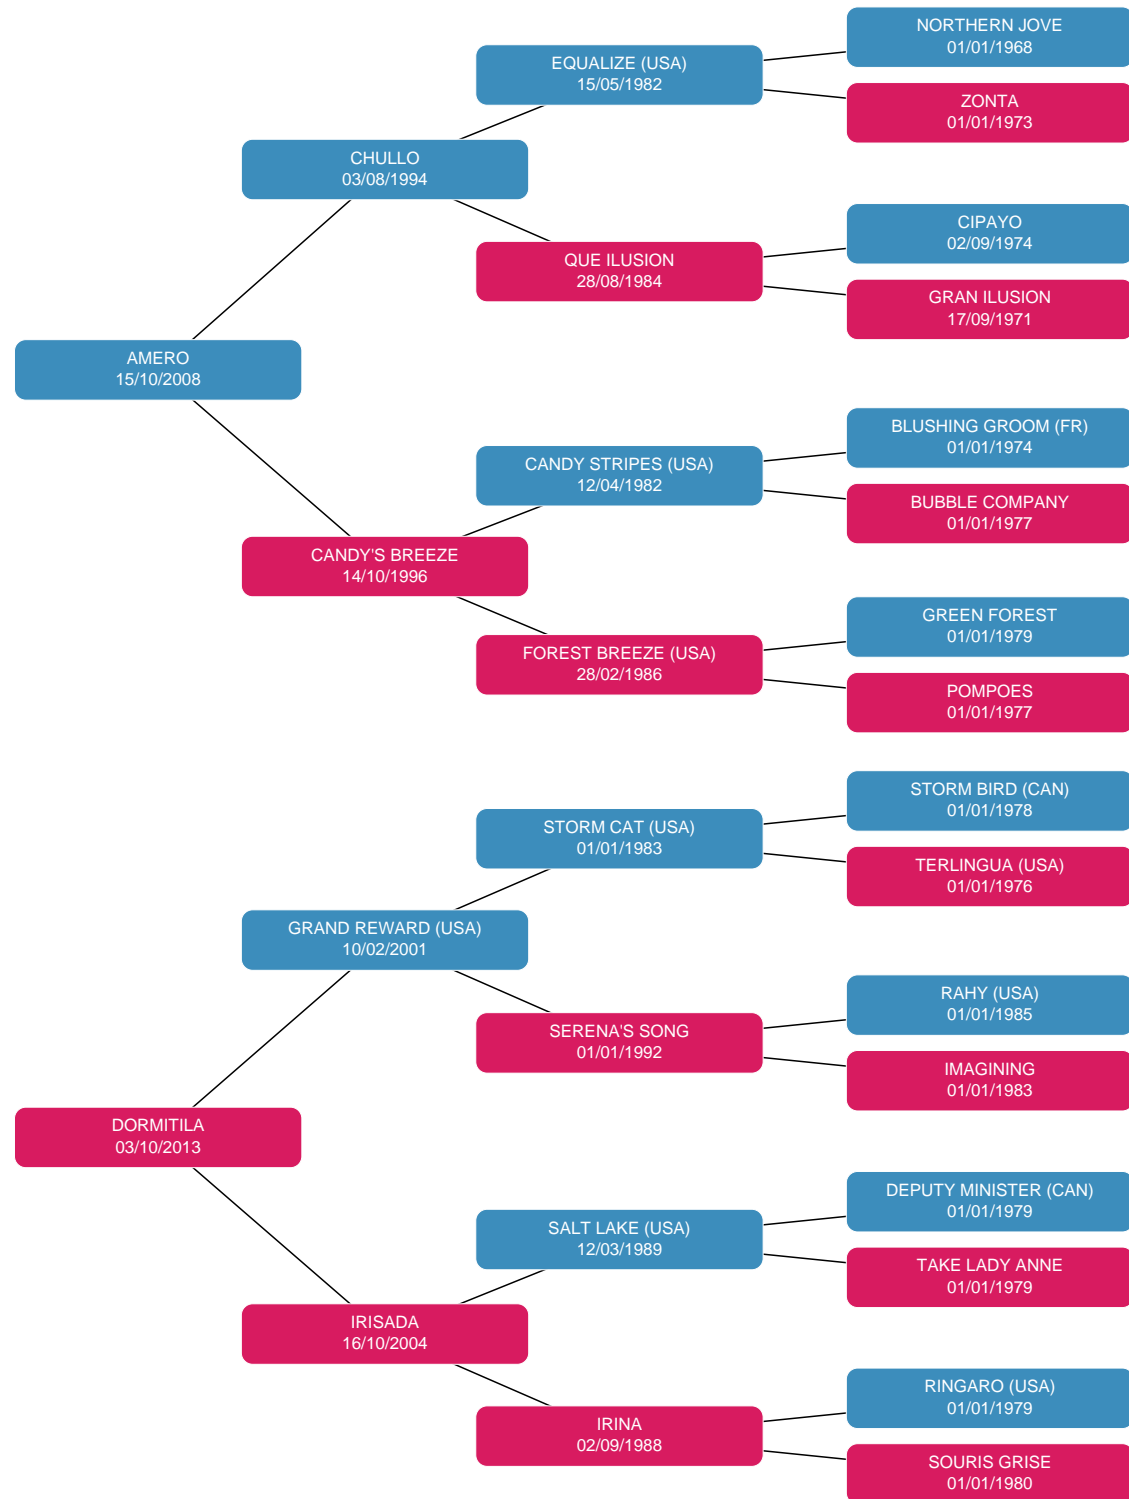 NORTHERN JOVE
01/01/1968
EQUALIZE (USA)
15/05/1982
ZONTA
01/01/1973
CHULLO
03/08/1994
CIPAYO
02/09/1974
QUE ILUSION
28/08/1984
GRAN ILUSION
17/09/1971
AMERO
15/10/2008
BLUSHING GROOM (FR)
01/01/1974
CANDY STRIPES (USA)
12/04/1982
BUBBLE COMPANY
01/01/1977
CANDY'S BREEZE
14/10/1996
GREEN FOREST
01/01/1979
FOREST BREEZE (USA)
28/02/1986
POMPOES
01/01/1977
STORM BIRD (CAN)
01/01/1978
STORM CAT (USA)
01/01/1983
TERLINGUA (USA)
01/01/1976
GRAND REWARD (USA)
10/02/2001
RAHY (USA)
01/01/1985
SERENA'S SONG
01/01/1992
IMAGINING
01/01/1983
DORMITILA
03/10/2013
DEPUTY MINISTER (CAN)
01/01/1979
SALT LAKE (USA)
12/03/1989
TAKE LADY ANNE
01/01/1979
IRISADA
16/10/2004
RINGARO (USA)
01/01/1979
IRINA
02/09/1988
SOURIS GRISE
01/01/1980